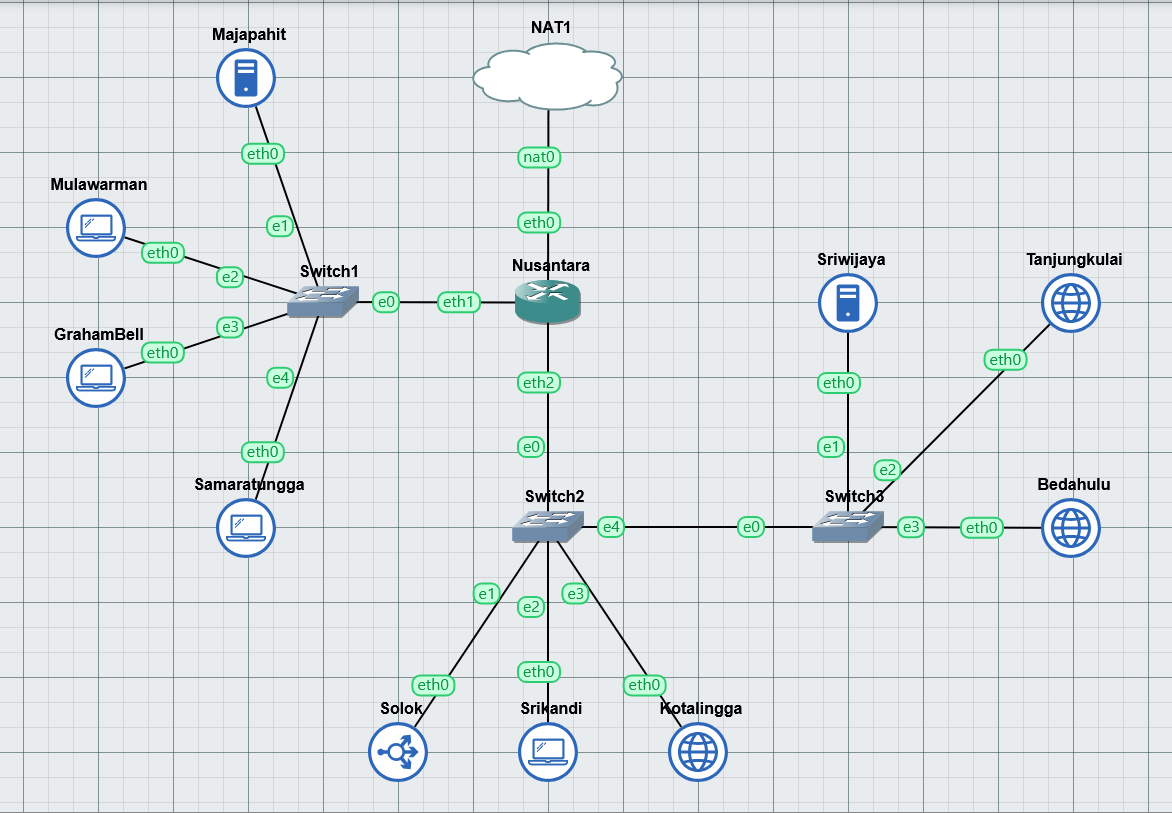 NAT1
Majapahit
eth0
nat0
Mulawarman
eth0
e1
eth0
e2
Switch1
Nusantara
Sriwijaya
Tanjungkulai
e0
eth1
GrahamBell
e3
eth0
eth0
e4
eth2
eth0
e0
e1
eth0
e2
Samaratungga
Switch2
Switch3
Bedahulu
e4
e0
e3
eth0
e1
e2
e3
eth0
eth0
eth0
Solok
Srikandi
Kotalingga